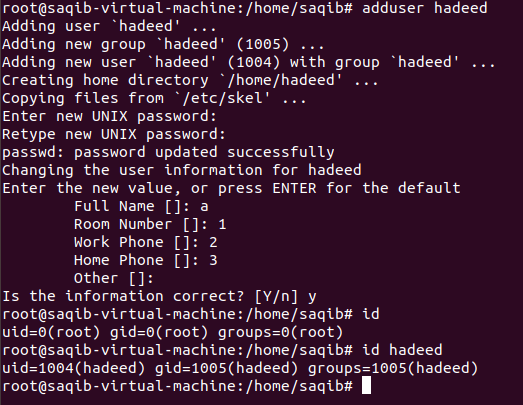 root@saqib-virtual-machine:/home/saqib# adduser hadeed
Adding user `hadeed' ...
Adding new group `hadeed' (1005) ...
Adding new user `hadeed' (1004) with group `hadeed' ...
Creating home directory `/home/hadeed' ...
Copying files from `/etc/skel' ...
Enter new UNIX password:
Retype new UNIX password:
passwd: password updated successfully
Changing the user information for hadeed
Enter the new value, or press ENTER for the default
        Full Name []: a
        Room Number []: 1
        Work Phone []: 2
        Home Phone []: 3
        Other []:
Is the information correct? [Y/n] y
root@saqib-virtual-machine:/home/saqib# id
uid=0(root) gid=0(root) groups=0(root)
root@saqib-virtual-machine:/home/saqib# id hadeed
uid=1004(hadeed) gid=1005(hadeed) groups=1005(hadeed)
root@saqib-virtual-machine:/home/saqib#